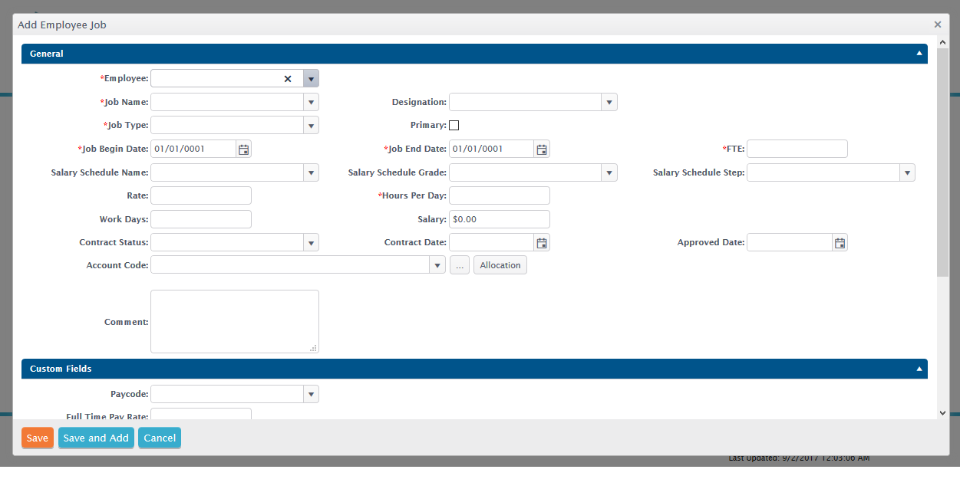 Add Employee Job
General
*Employee:
*Job Name: Designation:
*Job Type: Primary:
*Job Begin Date: 01/01/0001 *Job End Date: 01/01/0001 *FTE:
Salary Schedule Name: Salary Schedule Grade: Salary Schedule Step:
Rate: *Hours Per Day:
Work Days: Salary: $0.00
Contract Status: Contract Date: Approved Date:
Account Code: ... Allocation
Comment:
Custom Fields
Paycode:
Full Time Pay Rate:
Save Save and Add Cancel
Last Updated: 9/2/2017 12:03:06 AM